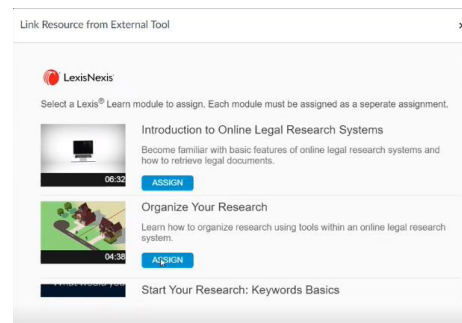 Link Resource from External Tool
x
LexisNexis®
Select a Lexis® Learn module to assign. Each module must be assigned as a seperate assignment.
Introduction to Online Legal Research Systems
Become familiar with basic features of online legal research systems and
how to retrieve legal documents.
06:32
ASSIGN
Organize Your Research
Learn how to organize research using tools within an online legal research
system.
04:38
ASSIGN
What would you
Start Your Research: Keywords Basics